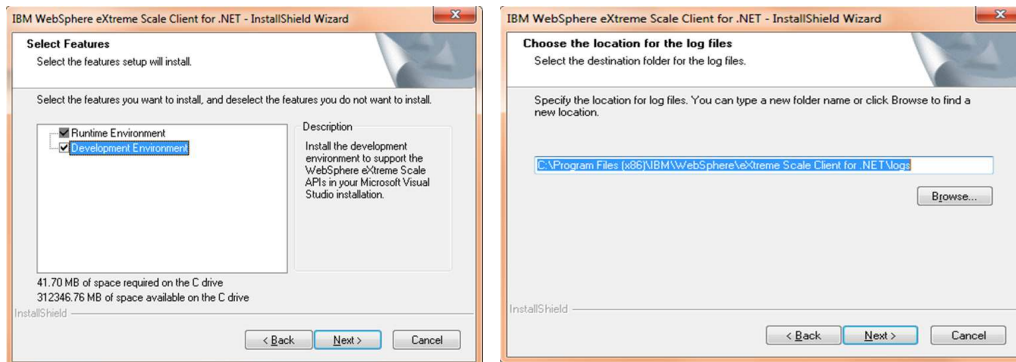 IBM WebSphere eXtreme Scale Client for .NET - InstallShield Wizard
Select Features
Select the features setup will install.
Select the features you want to install, and deselect the features you do not want to install.
Runtime Environment
Development Environment
Description
Install the development
environment to support the
WebSphere eXtreme Scale
APIs in your Microsoft Visual
Studio installation.
41.70 MB of space required on the C drive
312346.76 MB of space available on the C drive
InstallShield
< Back
Next >
Cancel
IBM WebSphere eXtreme Scale Client for .NET - InstallShield Wizard
Choose the location for the log files
Select the destination folder for the log files.
Specify the location for log files. You can type a new folder name or click Browse to find a
new location.
C:\Program Files (x86)\IBM\WebSphere\eXtreme Scale Client for .NET\logs
Browse...
InstallShield
< Back
Next >
Cancel